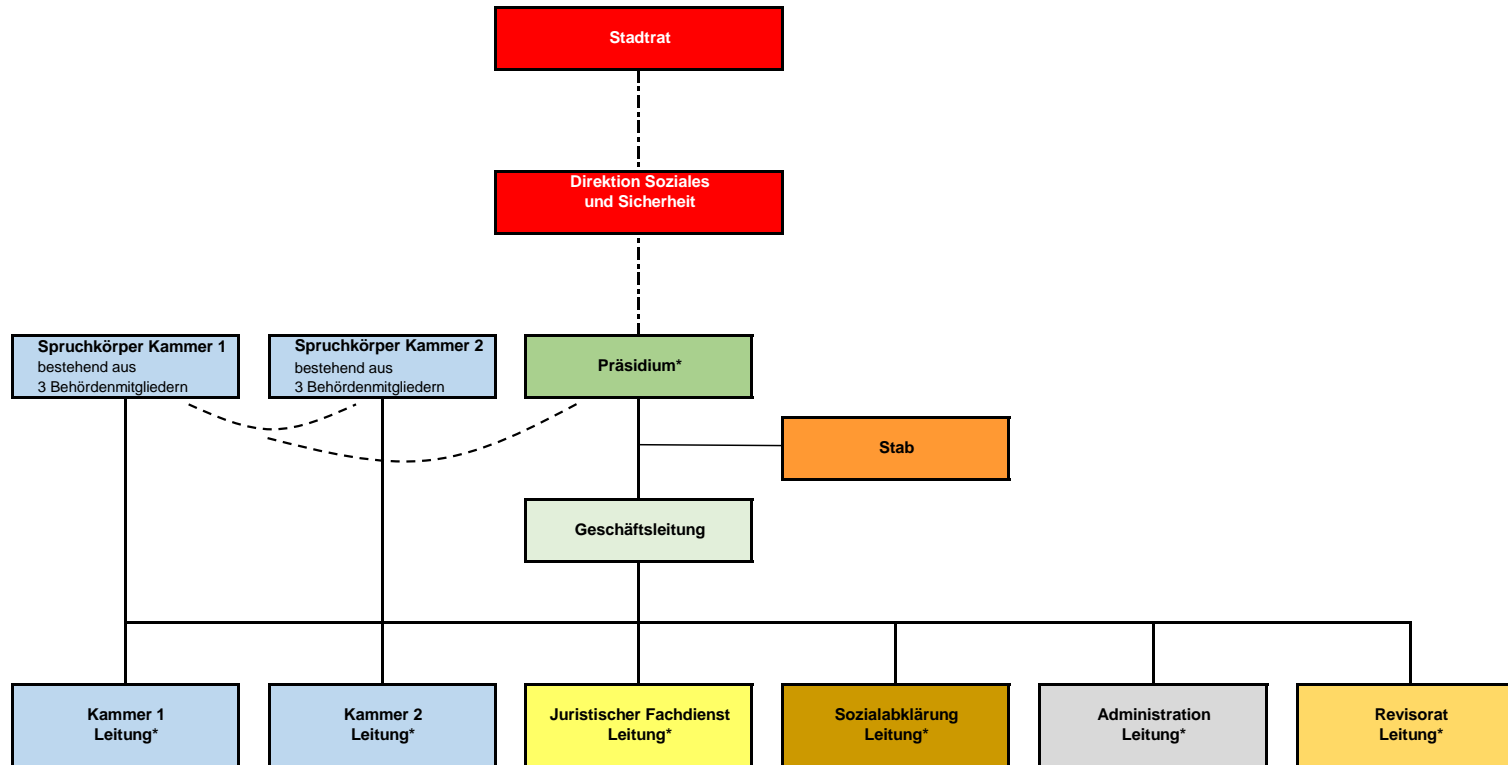 Stadtrat
Direktion Soziales
und Sicherheit
Spruchkörper Kammer 1
bestehend aus
3 Behördenmitgliedern
Spruchkörper Kammer 2
bestehend aus
3 Behördenmitgliedern
Präsidium*
Stab
Geschäftsleitung
Kammer 1
Leitung*
Kammer 2
Leitung*
Juristischer Fachdienst
Leitung*
Sozialabklärung
Leitung*
Administration
Leitung*
Revisorat
Leitung*